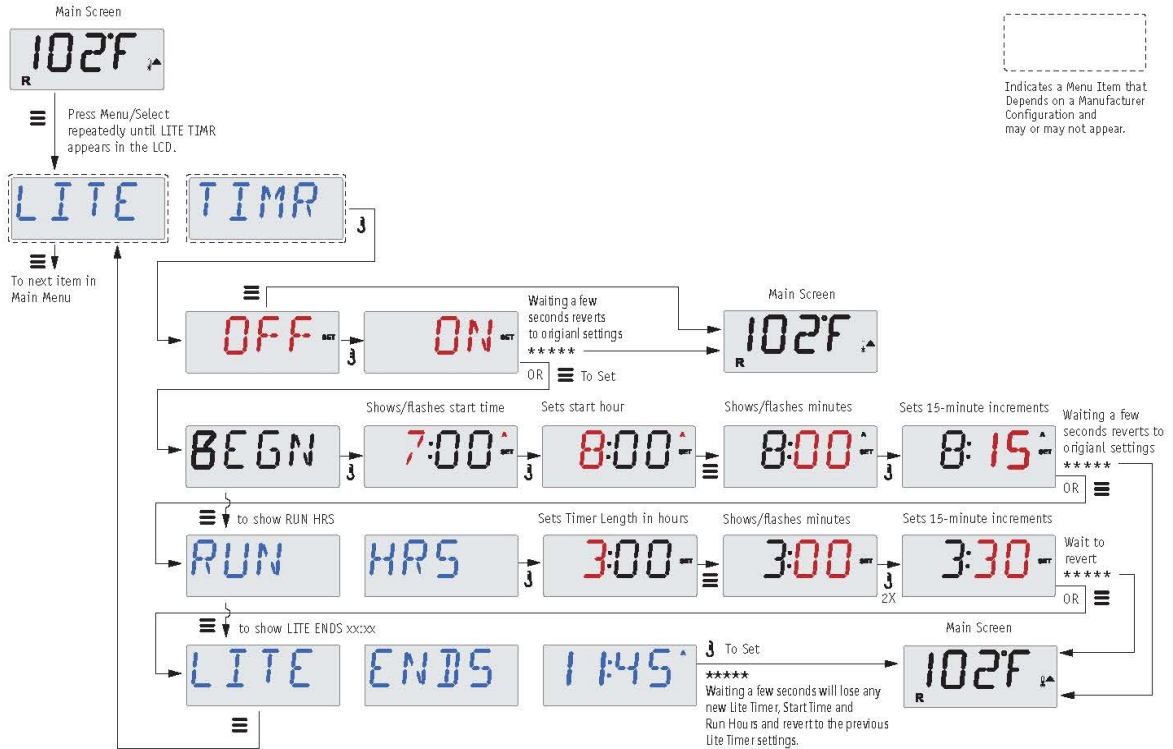 Main Screen
102°F
R
Press Menu/Select
repeatedly until LITE TIMR
appears in the LCD.
Indicates a Menu Item that
Depends on a Manufacturer
Configuration and
may or may not appear.
LITE TIMR
To next item in
Main Menu
OFF SET
ON SET
Waiting a few
seconds reverts
to origianl settings
*****
OR To Set
Main Screen
102°F
R
Shows/flashes start time
Sets start hour
Shows/flashes minutes
Sets 15-minute increments
BEGN
7:00 A SET
8:00 A SET
8:00 A SET
8:15 A SET
Waiting a few
seconds reverts to
origianl settings
*****
OR
to show RUN HRS
Sets Timer Length in hours
Shows/flashes minutes
Sets 15-minute increments
RUN HRS
3:00 SET
3:00 SET
3:30 SET
2X
Wait to
revert
*****
OR
to show LITE ENDS xx:xx
LITE ENDS 11:45 A
To Set
*****
Waiting a few seconds will lose any
new Lite Timer, Start Time and
Run Hours and revert to the previous
Lite Timer settings.
Main Screen
102°F
R